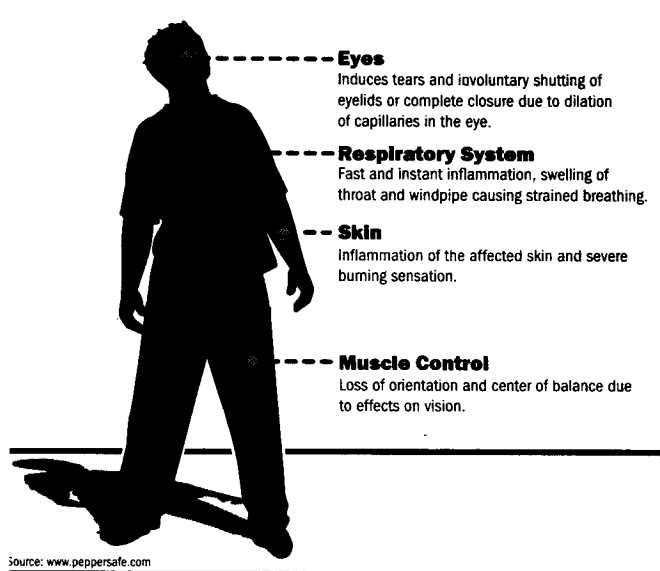 Eyes
Induces tears and involuntary shutting of
eyelids or complete closure due to dilation
of capillaries in the eye.
Respiratory System
Fast and instant inflammation, swelling of
throat and windpipe causing strained breathing.
Skin
Inflammation of the affected skin and severe
burning sensation.
Muscle Control
Loss of orientation and center of balance due
to effects on vision.
Source: www.peppersafe.com